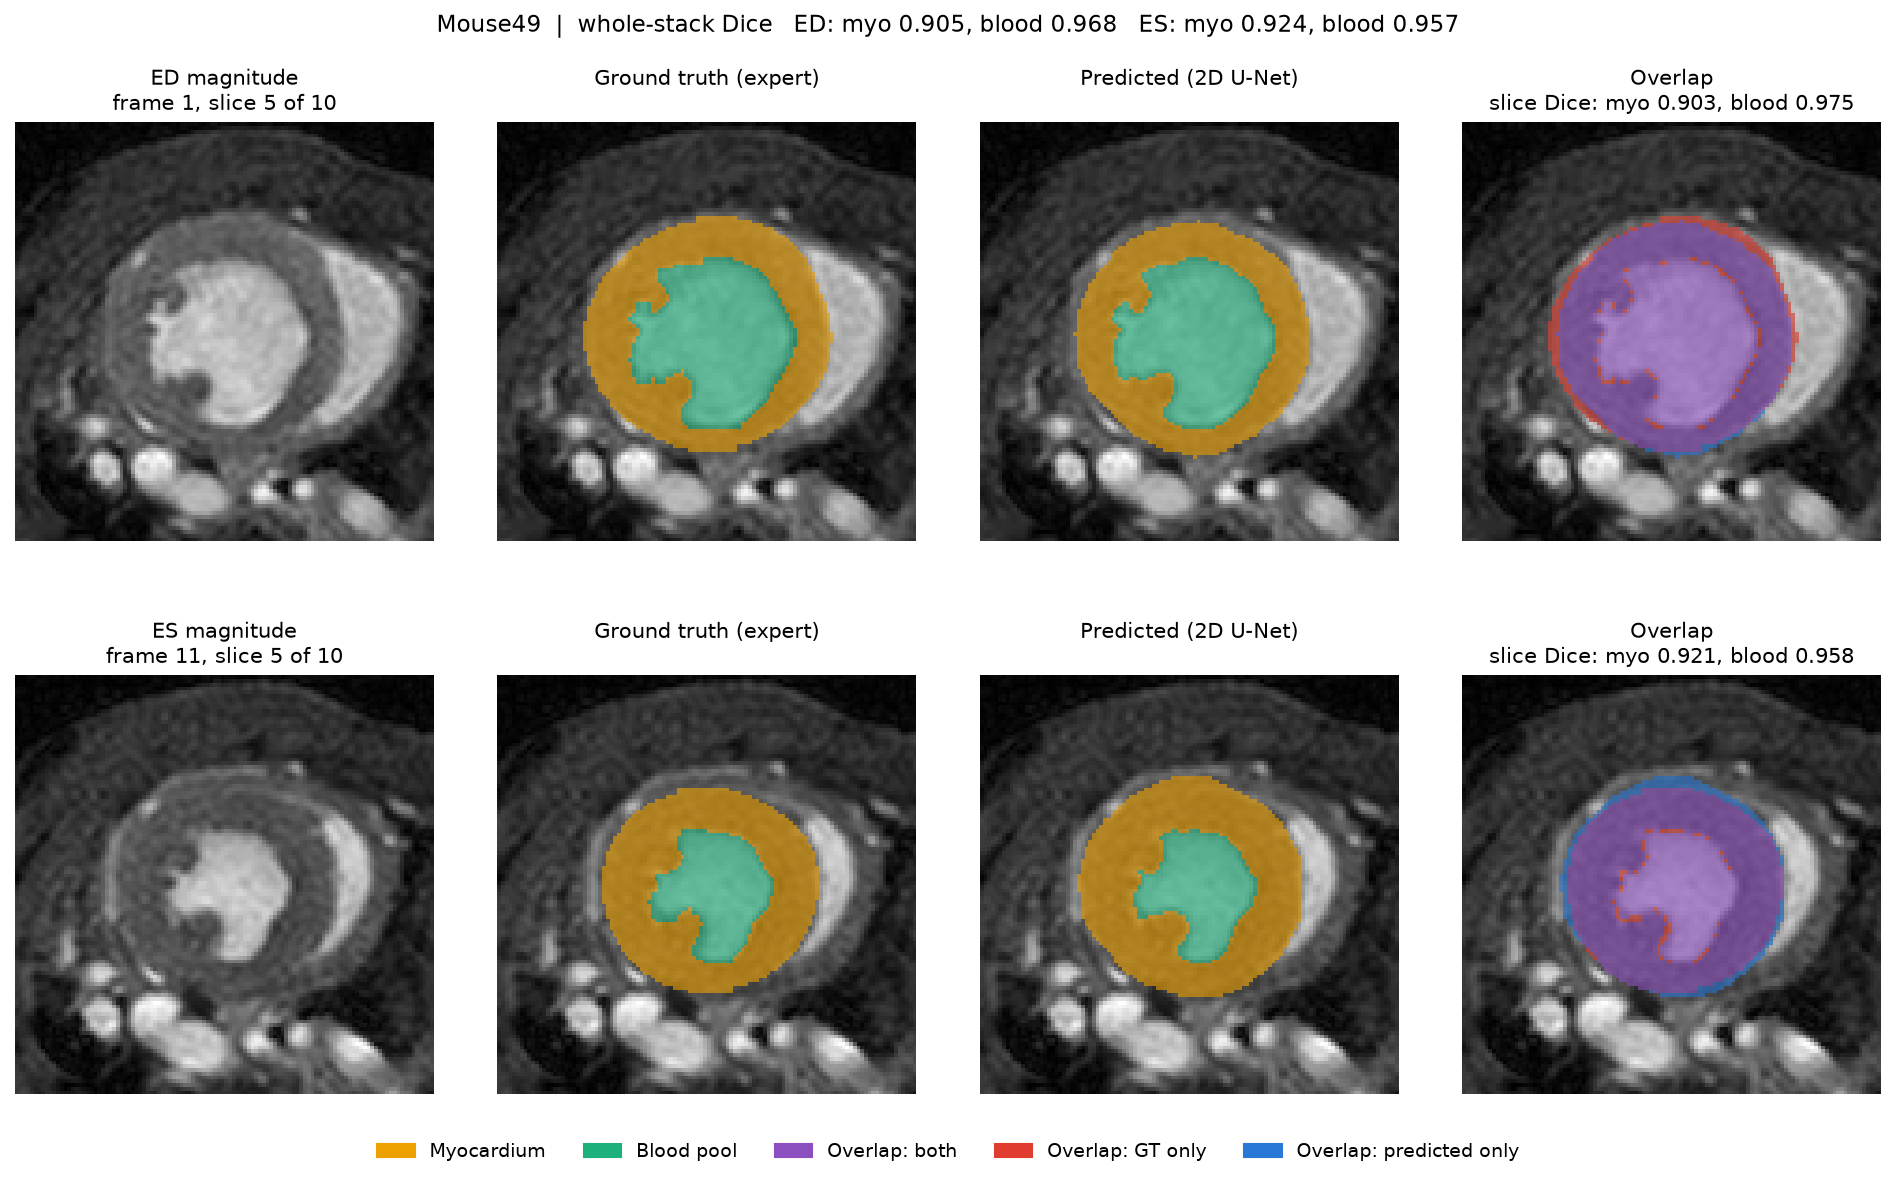 Mouse49  |  whole-stack Dice   ED: myo 0.905, blood 0.968   ES: myo 0.924, blood 0.957
ED magnitude
frame 1, slice 5 of 10
Ground truth (expert)
Predicted (2D U-Net)
Overlap
slice Dice: myo 0.903, blood 0.975
ES magnitude
frame 11, slice 5 of 10
Ground truth (expert)
Predicted (2D U-Net)
Overlap
slice Dice: myo 0.921, blood 0.958
Myocardium
Blood pool
Overlap: both
Overlap: GT only
Overlap: predicted only